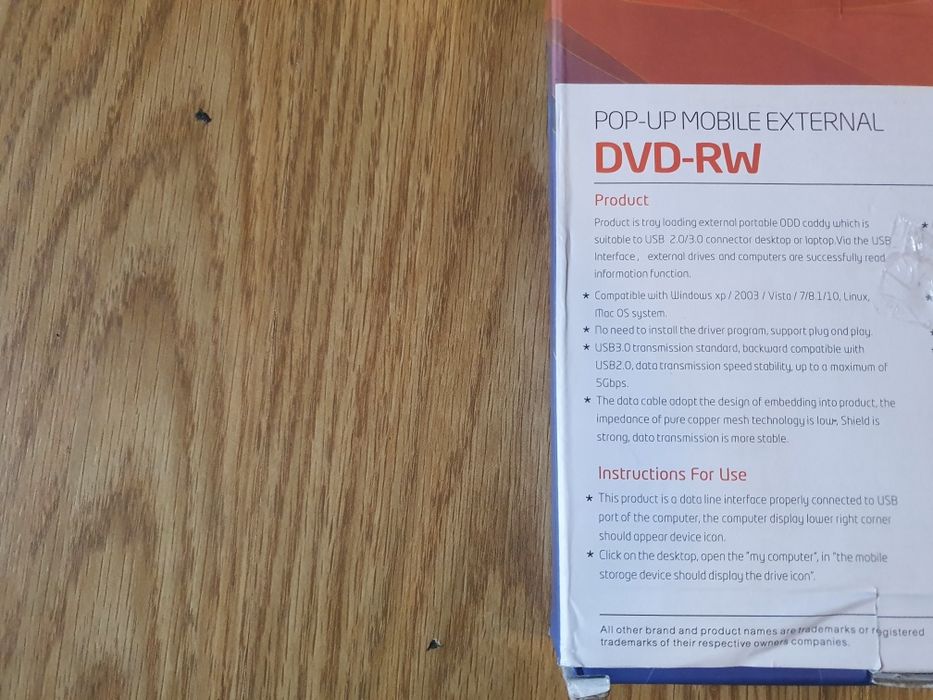 POP-UP MOBILE EXTERNAL
DVD-RW
Product
Product is tray loading external portable ODD caddy which is
suitable to USB 2.0/3.0 connector desktop or laptop.Via the USB
Interface, external drives and computers are successfully read
information function.
* Compatible with Windows xp / 2003 / Vista / 7/8.1/10, Linux,
Mac OS system.
* No need to install the driver program, support plug and play.
* USB3.0 transmission standard, backward compatible with
USB2.0, data transmission speed stability, up to a maximum of
5Gbps.
* The data cable adopt the design of embedding into product, the
impedance of pure copper mesh technology is low, Shield is
strong, data transmission is more stable.
Instructions For Use
* This product is a data line interface properly connected to USB
port of the computer, the computer display lower right corner
should appear device icon.
* Click on the desktop, open the "my computer", in "the mobile
storage device should display the drive icon".
All other brand and product names are trademarks or registered
trademarks of their respective owners companies.